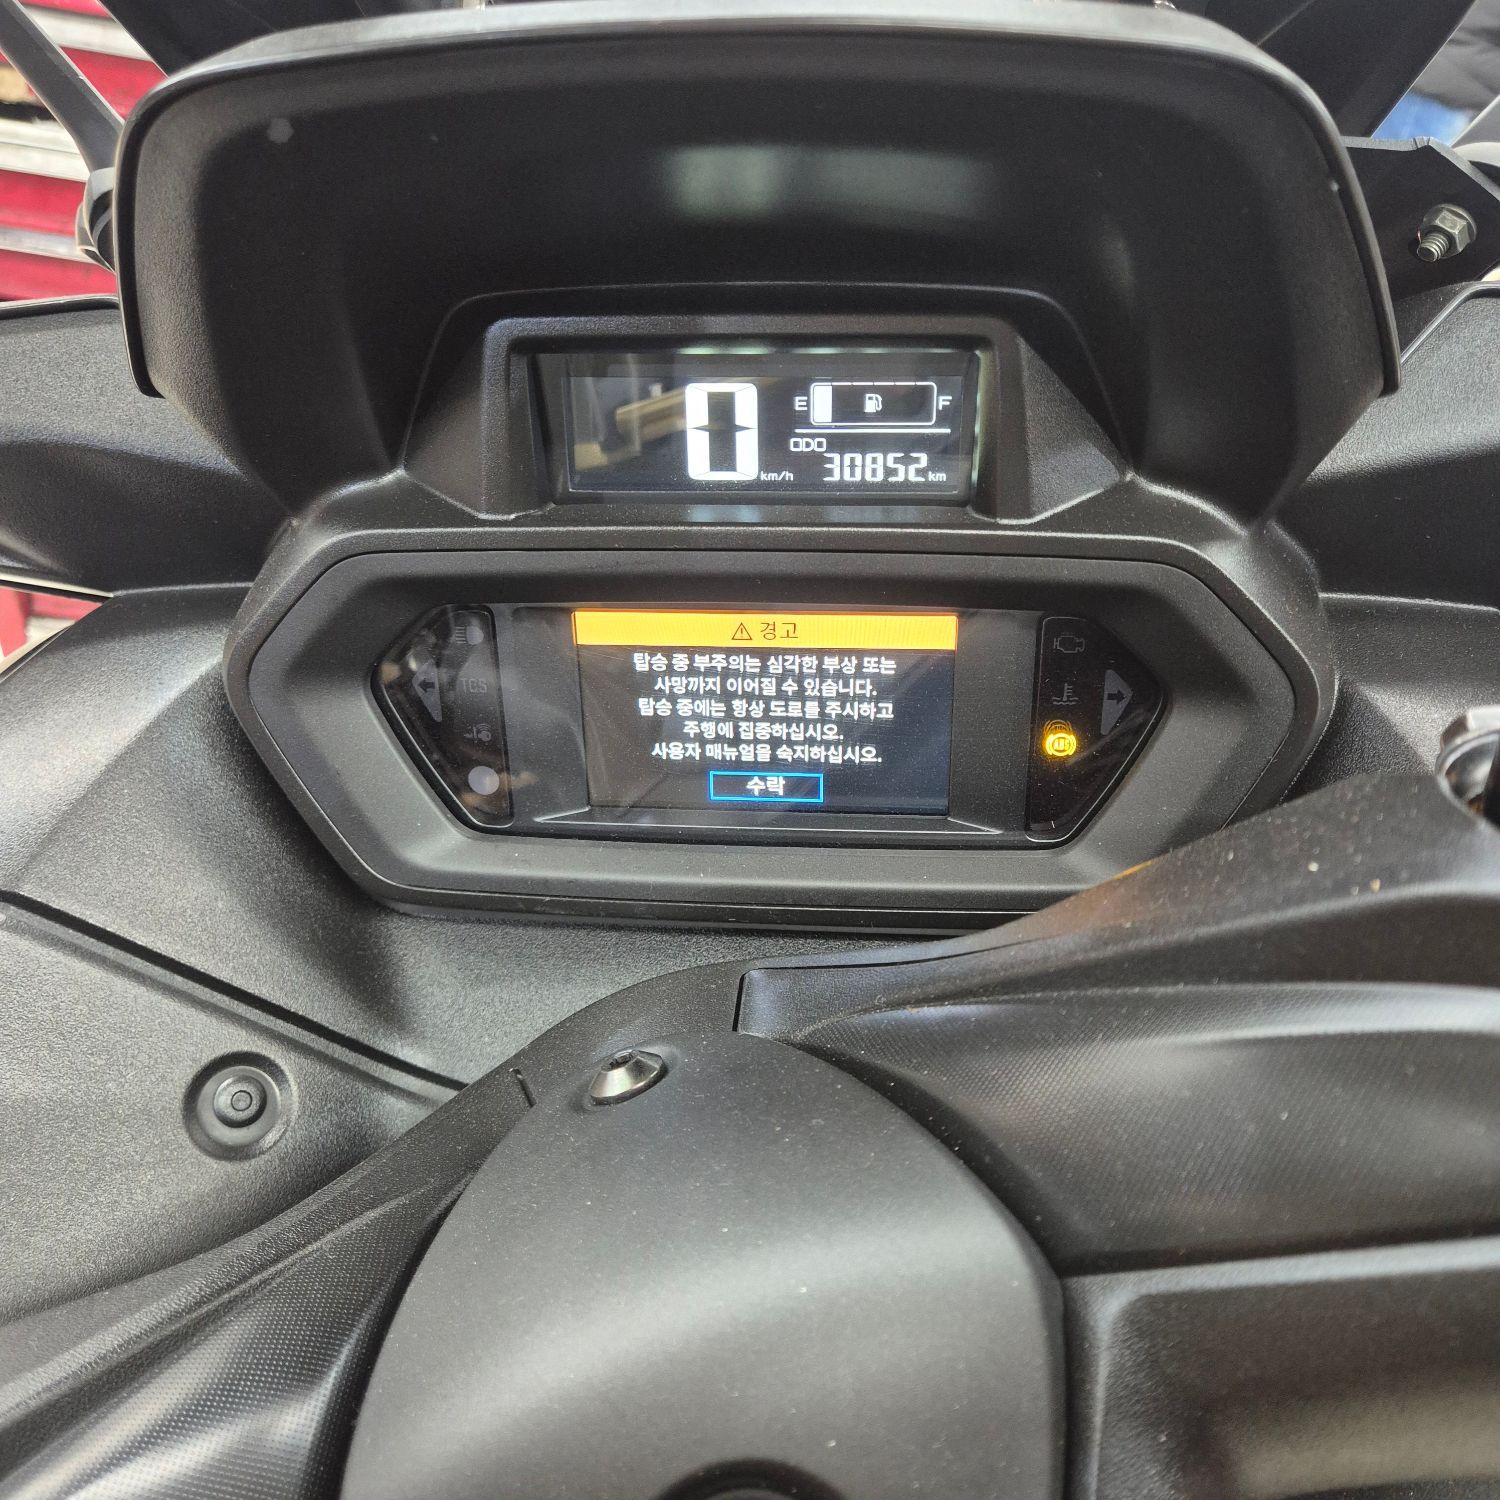 0 km/h
E F
ODO
30852 km
⚠ 경고
탑승 중 부주의는 심각한 부상 또는
사망까지 이어질 수 있습니다.
탑승 중에는 항상 도로를 주시하고
주행에 집중하십시오.
사용자 매뉴얼을 숙지하십시오.
수락
TCS
ABS